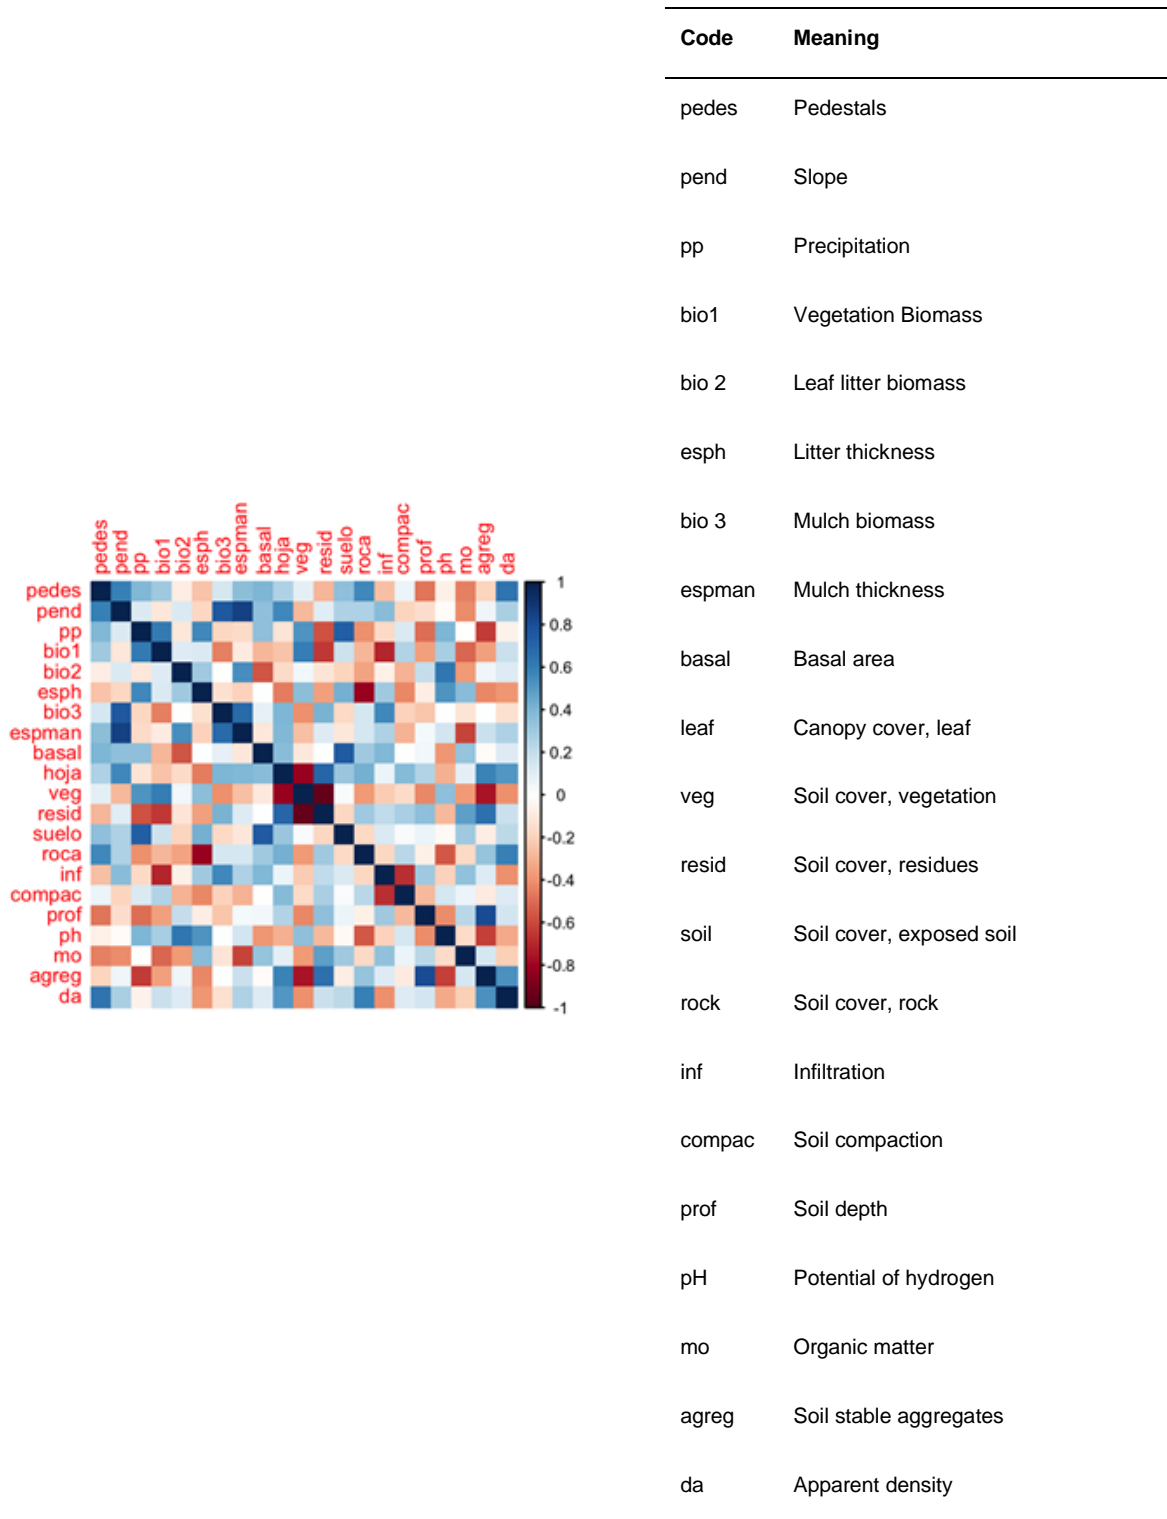 Code Meaning
pedes Pedestals
pend Slope
pp Precipitation
bio1 Vegetation Biomass
bio 2 Leaf litter biomass
esph Litter thickness
bio 3 Mulch biomass
espman Mulch thickness
basal Basal area
leaf Canopy cover, leaf
veg Soil cover, vegetation
resid Soil cover, residues
soil Soil cover, exposed soil
rock Soil cover, rock
inf Infiltration
compac Soil compaction
prof Soil depth
pH Potential of hydrogen
mo Organic matter
agreg Soil stable aggregates
da Apparent density
pedes pend pp bio1 bio2 esph bio3 espman basal hoja veg resid suelo roca inf compac prof ph mo agreg da
pedes
pend
pp
bio1
bio2
esph
bio3
espman
basal
hoja
veg
resid
suelo
roca
inf
compac
prof
ph
mo
agreg
da
1
0.8
0.6
0.4
0.2
0
-0.2
-0.4
-0.6
-0.8
-1